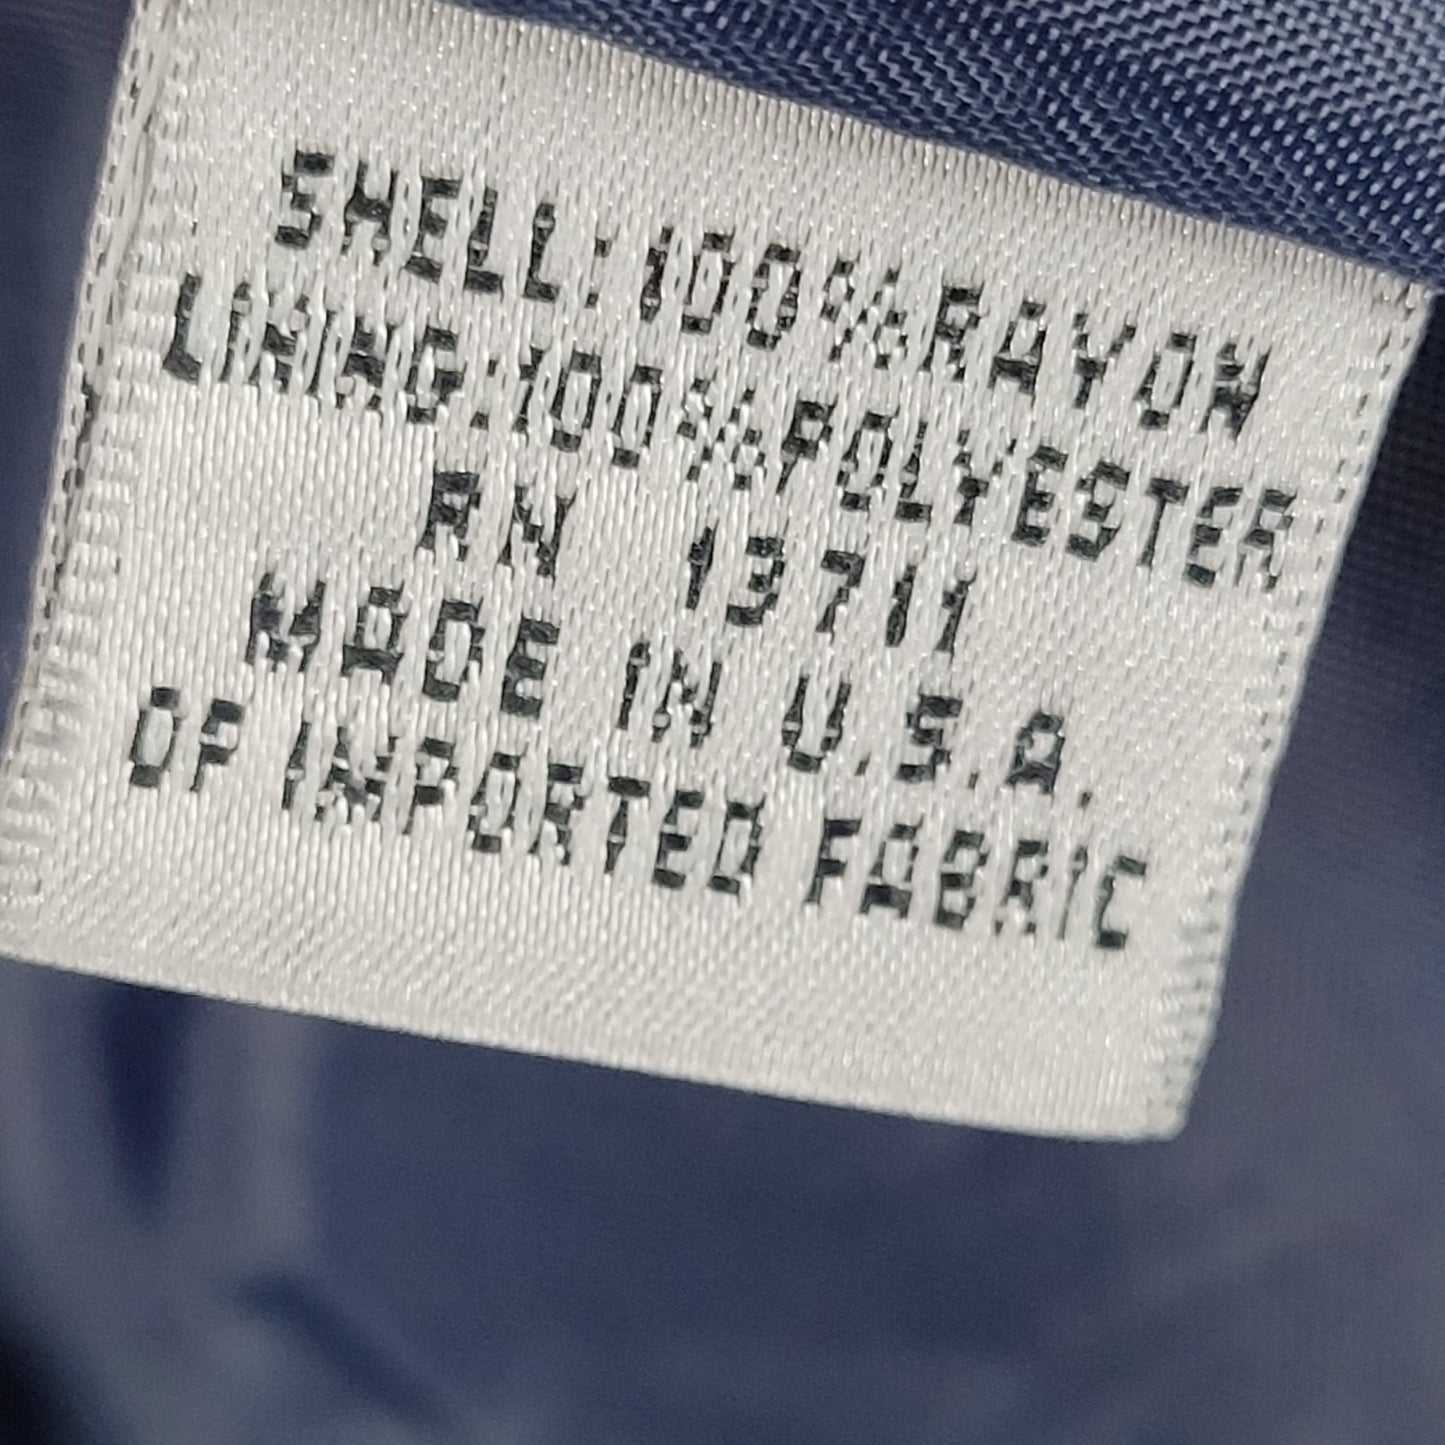 SHELL:100%RAYON
LINING:100%POLYESTER
RN 13711
MADE IN U.S.A.
OF IMPORTED FABRIC